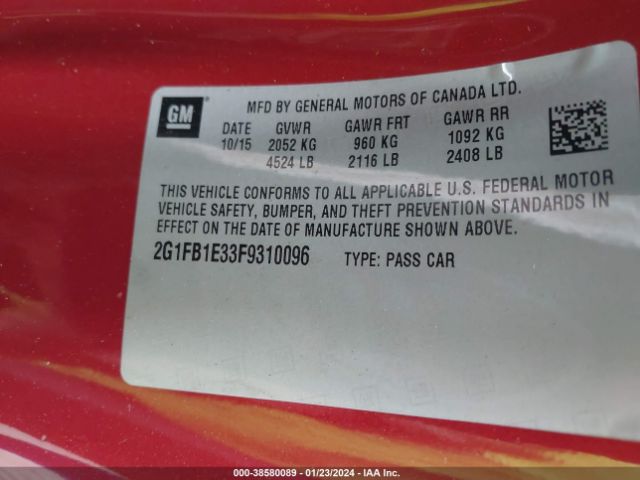 GM
MFD BY GENERAL MOTORS OF CANADA LTD.
DATE GVWR GAWR FRT GAWR RR
10/15 2052 KG 960 KG 1092 KG
4524 LB 2116 LB 2408 LB
THIS VEHICLE CONFORMS TO ALL APPLICABLE U.S. FEDERAL MOTOR
VEHICLE SAFETY, BUMPER, AND THEFT PREVENTION STANDARDS IN
EFFECT ON THE DATE OF MANUFACTURE SHOWN ABOVE.
2G1FB1E33F9310096 TYPE: PASS CAR
000-38580089 - 01/23/2024 - IAA Inc.